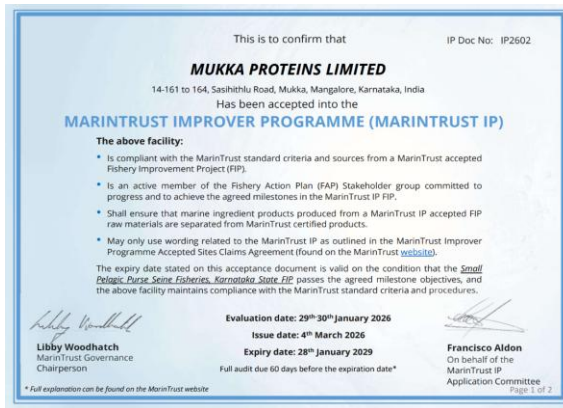 This is to confirm that
IP Doc No: IP2602
MUKKA PROTEINS LIMITED
14-161 to 164, Sasihithlu Road, Mukka, Mangalore, Karnataka, India
Has been accepted into the
MARINTRUST IMPROVER PROGRAMME (MARINTRUST IP)
The above facility:
• Is compliant with the MarinTrust standard criteria and sources from a MarinTrust accepted
Fishery Improvement Project (FIP).
• Is an active member of the Fishery Action Plan (FAP) Stakeholder group committed to
progress and to achieve the agreed milestones in the MarinTrust IP FIP.
• Shall ensure that marine ingredient products produced from a MarinTrust IP accepted FIP
raw materials are separated from MarinTrust certified products.
• May only use wording related to the MarinTrust IP as outlined in the MarinTrust Improver
Programme Accepted Sites Claims Agreement (found on the MarinTrust website).
The expiry date stated on this acceptance document is valid on the condition that the Small
Pelagic Purse Seine Fisheries, Karnataka State FIP passes the agreed milestone objectives, and
the above facility maintains compliance with the MarinTrust standard criteria and procedures.
Libby Woodhatch
Evaluation date: 29th 30th January 2026
Issue date: 4th March 2026
Expiry date: 28th January 2029
Full audit due 60 days before the expiration date*
Libby Woodhatch
MarinTrust Governance
Chairperson
Francisco Aldon
On behalf of the
MarinTrust IP
Application Committee
* Full explanation can be found on the MarinTrust website
Page 1 of 2